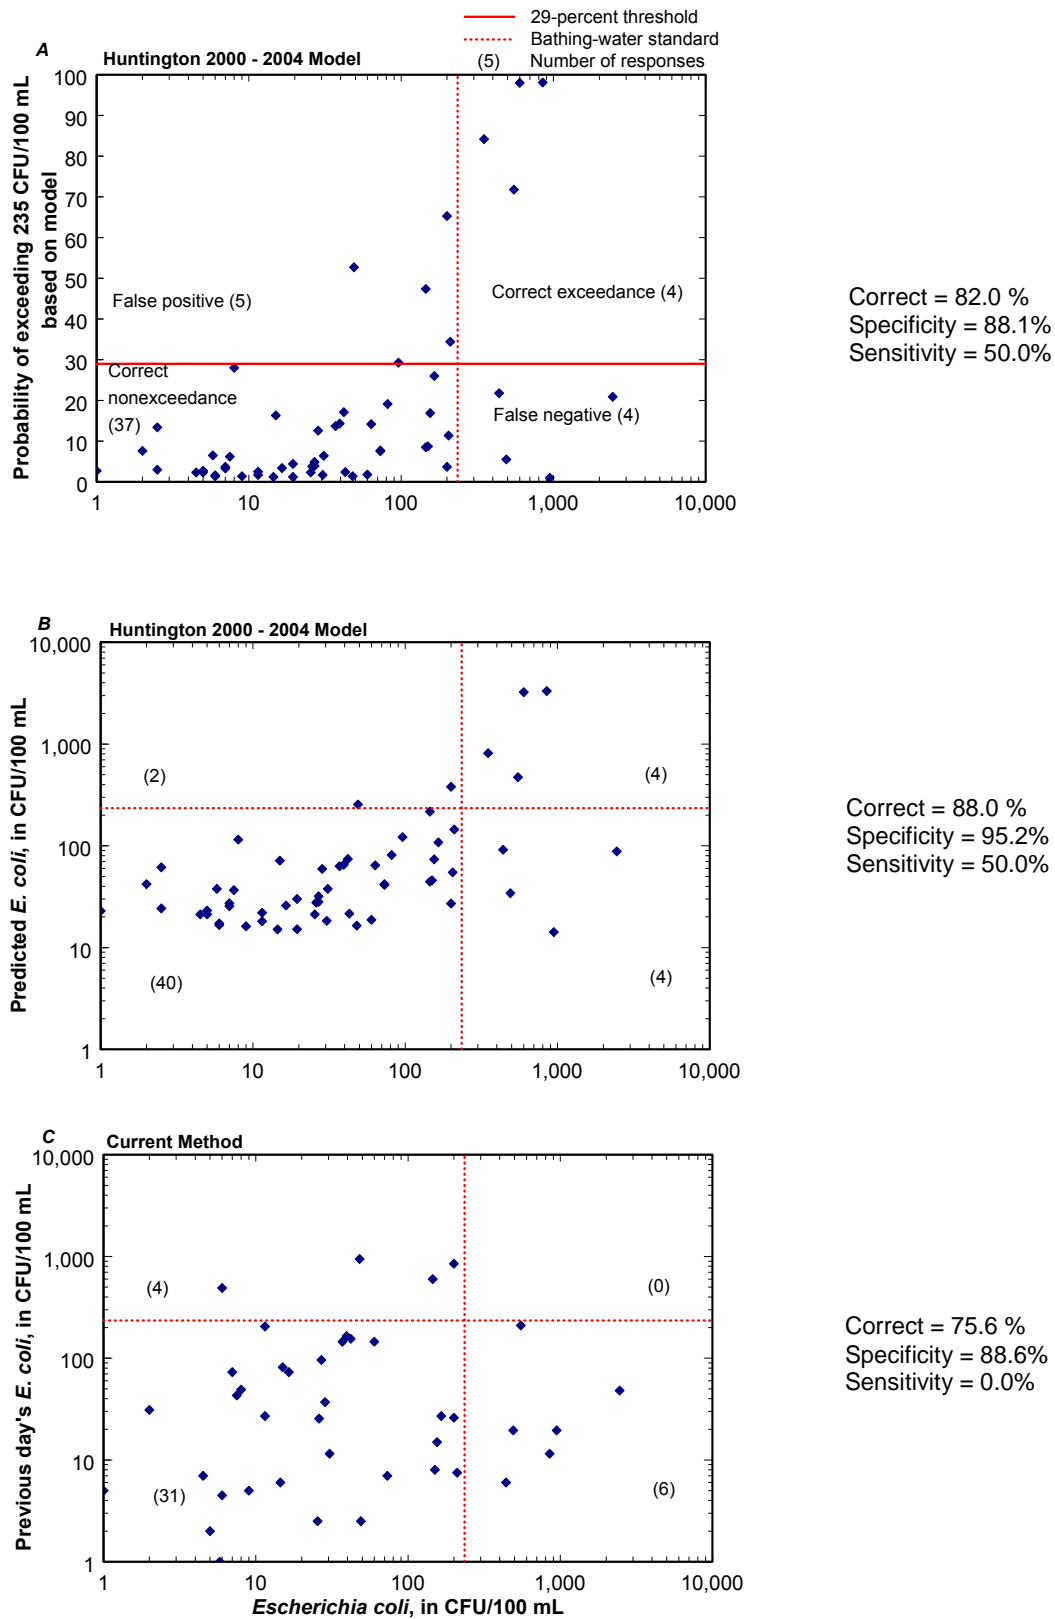 29-percent threshold
Bathing-water standard
(5) Number of responses
A Huntington 2000 - 2004 Model
Probability of exceeding 235 CFU/100 mL
based on model
100
90
80
70
60
50
40
30
20
10
0
False positive (5)
Correct exceedance (4)
Correct
nonexceedance
(37)
False negative (4)
1 10 100 1,000 10,000
Correct = 82.0 %
Specificity = 88.1%
Sensitivity = 50.0%
B Huntington 2000 - 2004 Model
Predicted E. coli, in CFU/100 mL
10,000
1,000
100
10
1
(2)
(4)
(40)
(4)
1 10 100 1,000 10,000
Correct = 88.0 %
Specificity = 95.2%
Sensitivity = 50.0%
C Current Method
Previous day's E. coli, in CFU/100 mL
10,000
1,000
100
10
1
(4)
(0)
(31)
(6)
1 10 100 1,000 10,000
Escherichia coli, in CFU/100 mL
Correct = 75.6 %
Specificity = 88.6%
Sensitivity = 0.0%